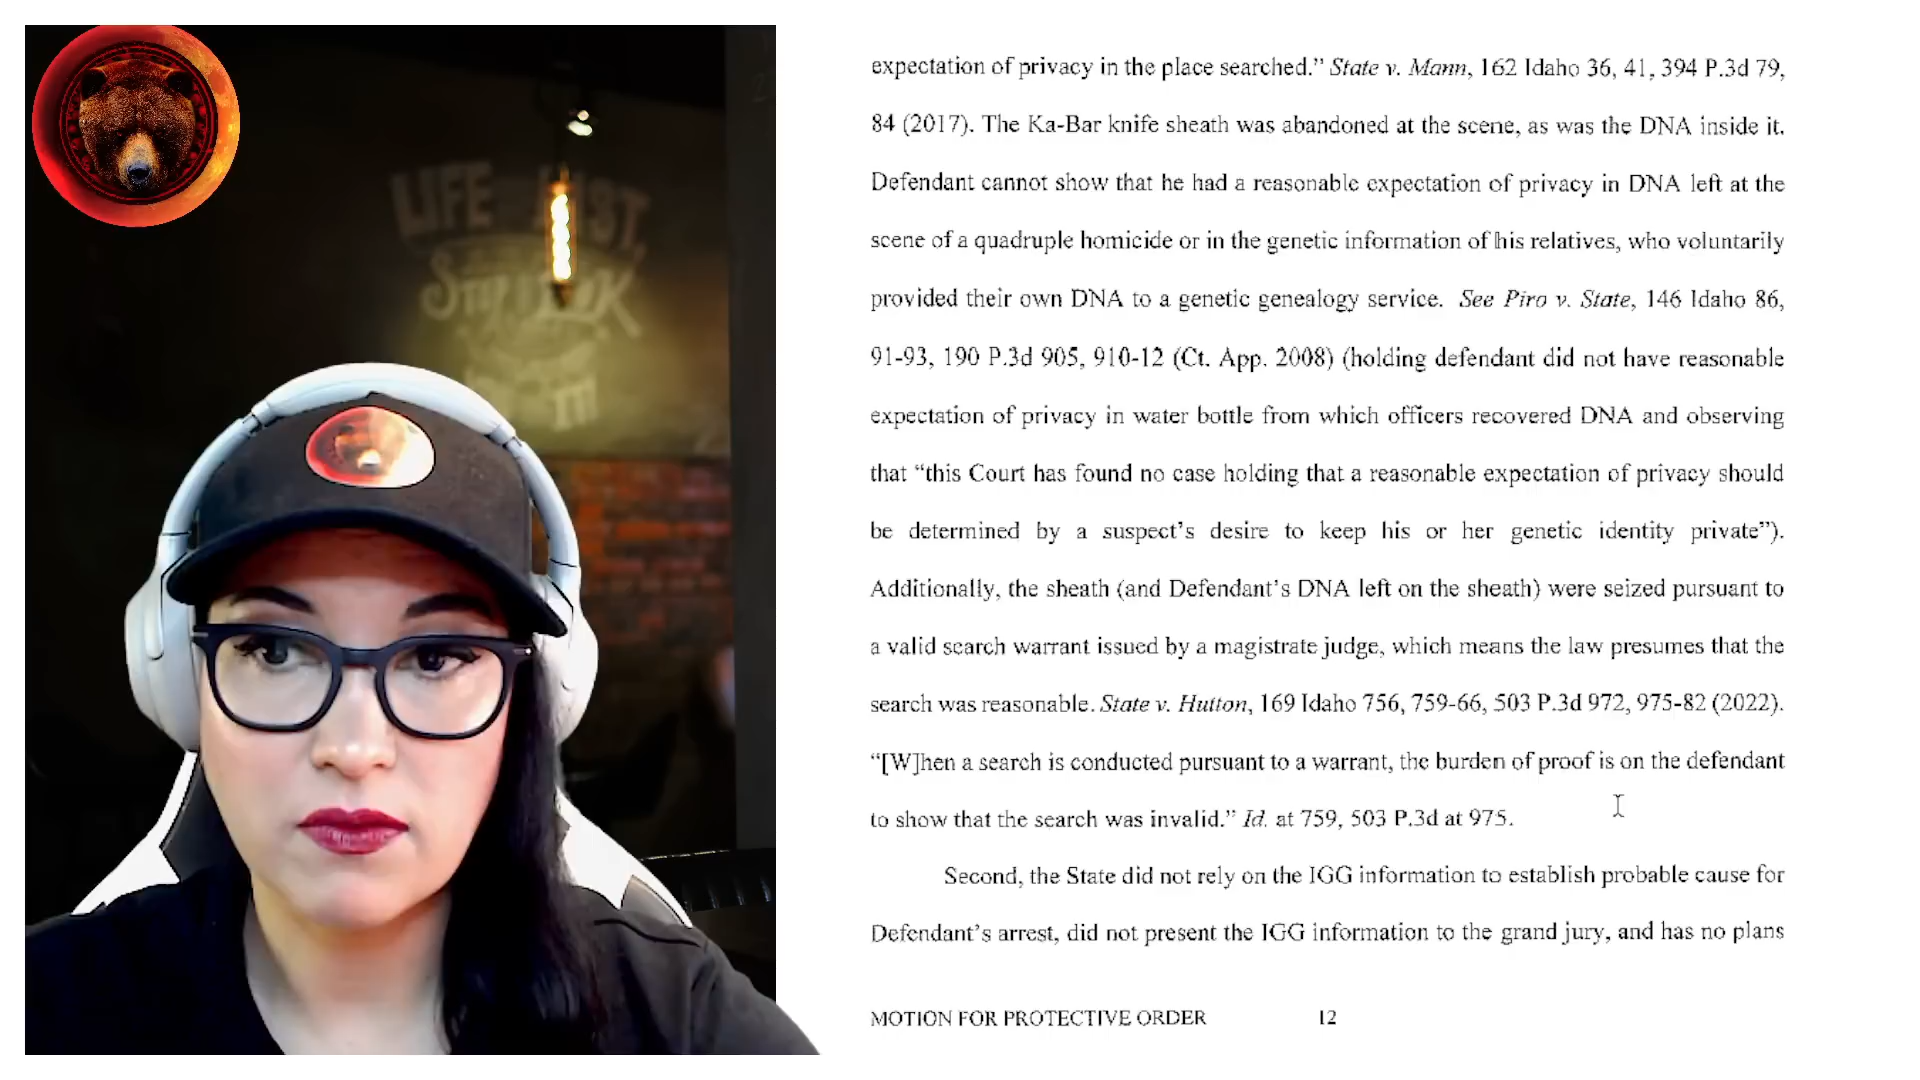 LIFE IS
expectation of privacy in the place searched.” State v. Mann, 162 Idaho 36, 41, 394 P.3d 79,
84 (2017). The Ka-Bar knife sheath was abandoned at the scene, as was the DNA inside it.
Defendant cannot show that he had a reasonable expectation of privacy in DNA left at the
scene of a quadruple homicide or in the genetic information of his relatives, who voluntarily
provided their own DNA to a genetic genealogy service. See Piro v. State, 146 Idaho 86,
91-93, 190 P.3d 905, 910-12 (Ct. App. 2008) (holding defendant did not have reasonable
expectation of privacy in water bottle from which officers recovered DNA and observing
that “this Court has found no case holding that a reasonable expectation of privacy should
be determined by a suspect’s desire to keep his or her genetic identity private”).
Additionally, the sheath (and Defendant’s DNA left on the sheath) were seized pursuant to
a valid search warrant issued by a magistrate judge, which means the law presumes that the
search was reasonable. State v. Hutton, 169 Idaho 756, 759-66, 503 P.3d 972, 975-82 (2022).
“[W]hen a search is conducted pursuant to a warrant, the burden of proof is on the defendant
to show that the search was invalid.” Id. at 759, 503 P.3d at 975.
Second, the State did not rely on the IGG information to establish probable cause for
Defendant’s arrest, did not present the IGG information to the grand jury, and has no plans
MOTION FOR PROTECTIVE ORDER 12